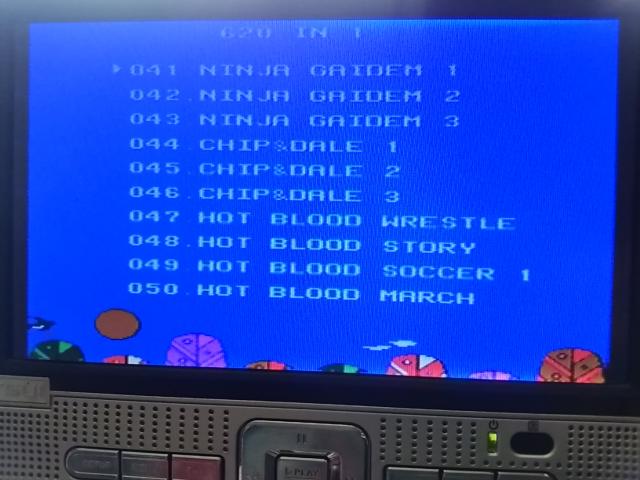 620 IN 1
041 NINJA GAIDEM 1
042.NINJA GAIDEM 2
043.NINJA GAIDEM 3
044.CHIP&DALE 1
045.CHIP&DALE 2
046.CHIP&DALE 3
047.HOT BLOOD WRESTLE
048.HOT BLOOD STORY
049.HOT BLOOD SOCCER 1
050.HOT BLOOD MARCH
PLAY